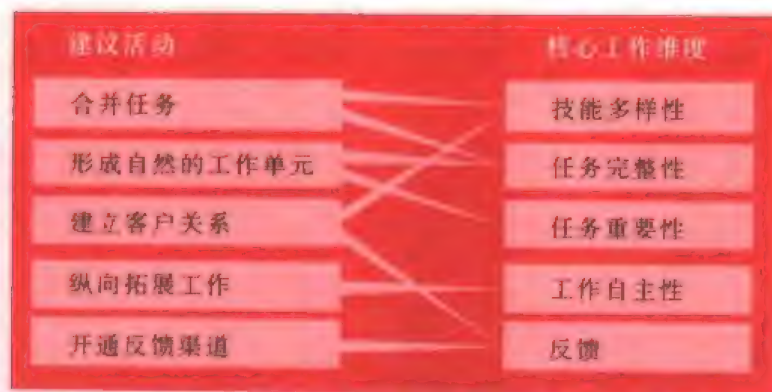 建议活动
核心工作维度
合并任务
技能多样性
形成自然的工作单元
任务完整性
建立客户关系
任务重要性
纵向拓展工作
工作自主性
开通反馈渠道
反馈